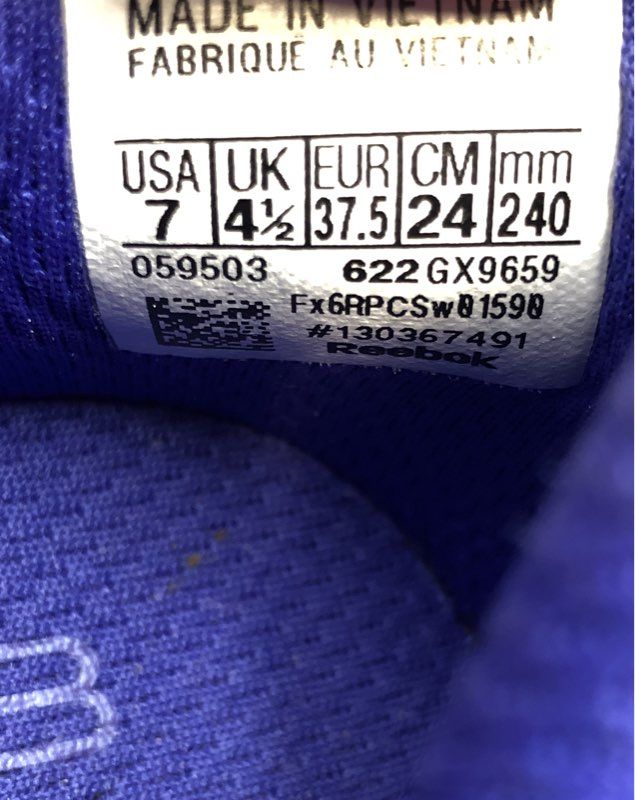 MADE IN VIETNAM
FABRIQUÉ AU VIETNAM
USA UK EUR CM mm
7 4½ 37.5 24 240
059503 622 GX9659
Fx6RPCSw01590
#130367491
Reebok